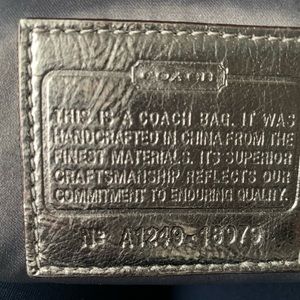 COACH
THIS IS A COACH BAG. IT WAS
HANDCRAFTED IN CHINA FROM THE
FINEST MATERIALS. ITS SUPERIOR
CRAFTSMANSHIP REFLECTS OUR
COMMITMENT TO ENDURING QUALITY.
Nº A1249-18979